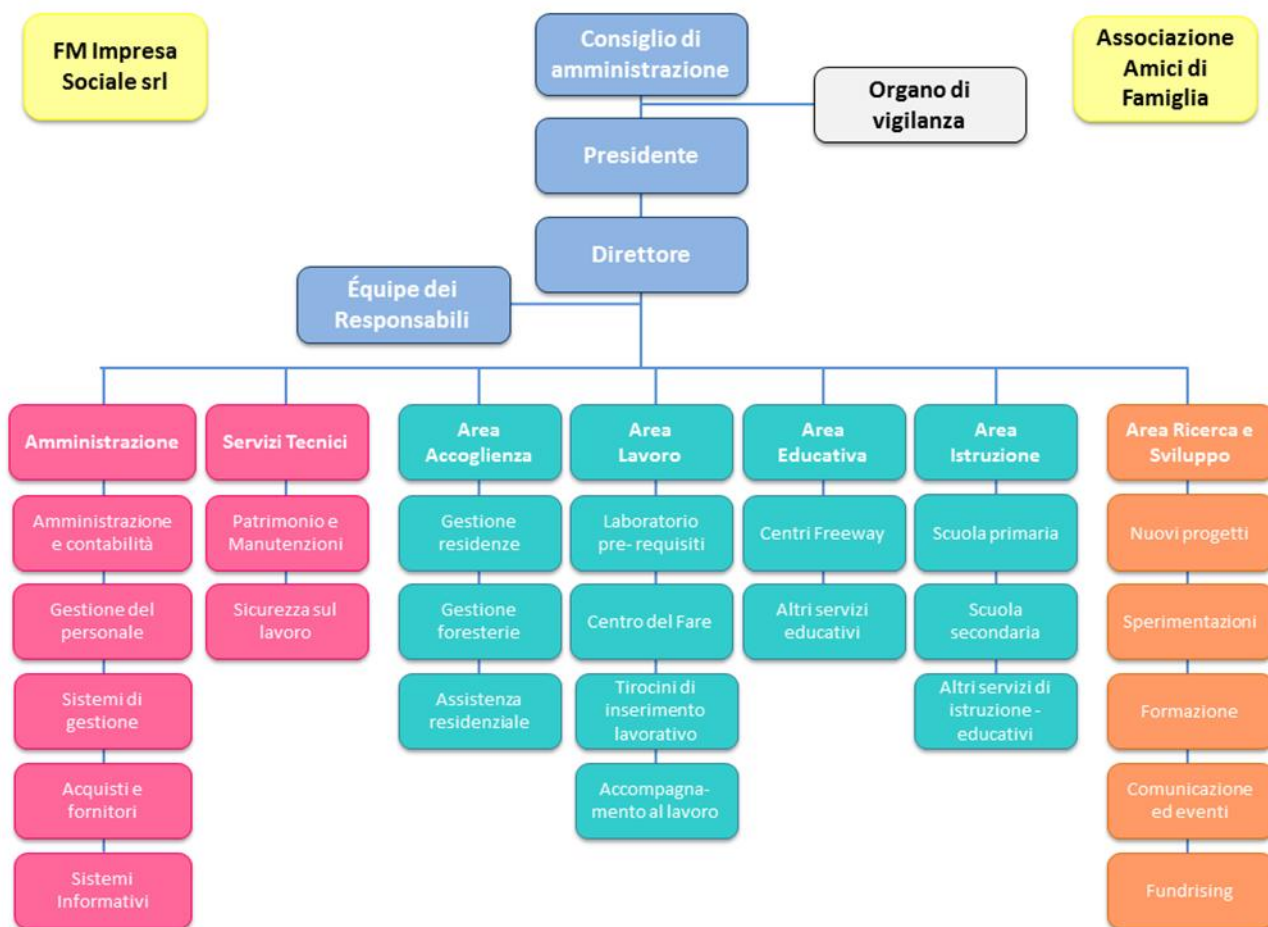 FM Impresa
Sociale srl
Consiglio di
amministrazione
Associazione
Amici di
Famiglia
Organo di
vigilanza
Presidente
Direttore
Équipe dei
Responsabili
Amministrazione
Servizi Tecnici
Area
Accoglienza
Area
Lavoro
Area
Educativa
Area
Istruzione
Area Ricerca e
Sviluppo
Amministrazione
e contabilità
Patrimonio e
Manutenzioni
Gestione
residenze
Laboratorio
pre- requisiti
Centri Freeway
Scuola primaria
Nuovi progetti
Gestione del
personale
Sicurezza sul
lavoro
Gestione
foresterie
Centro del Fare
Altri servizi
educativi
Scuola
secondaria
Sperimentazioni
Sistemi di
gestione
Assistenza
residenziale
Tirocini di
inserimento
lavorativo
Altri servizi di
istruzione -
educativi
Formazione
Acquisti e
fornitori
Accompagna-
mento al lavoro
Comunicazione
ed eventi
Sistemi
Informativi
Fundrising